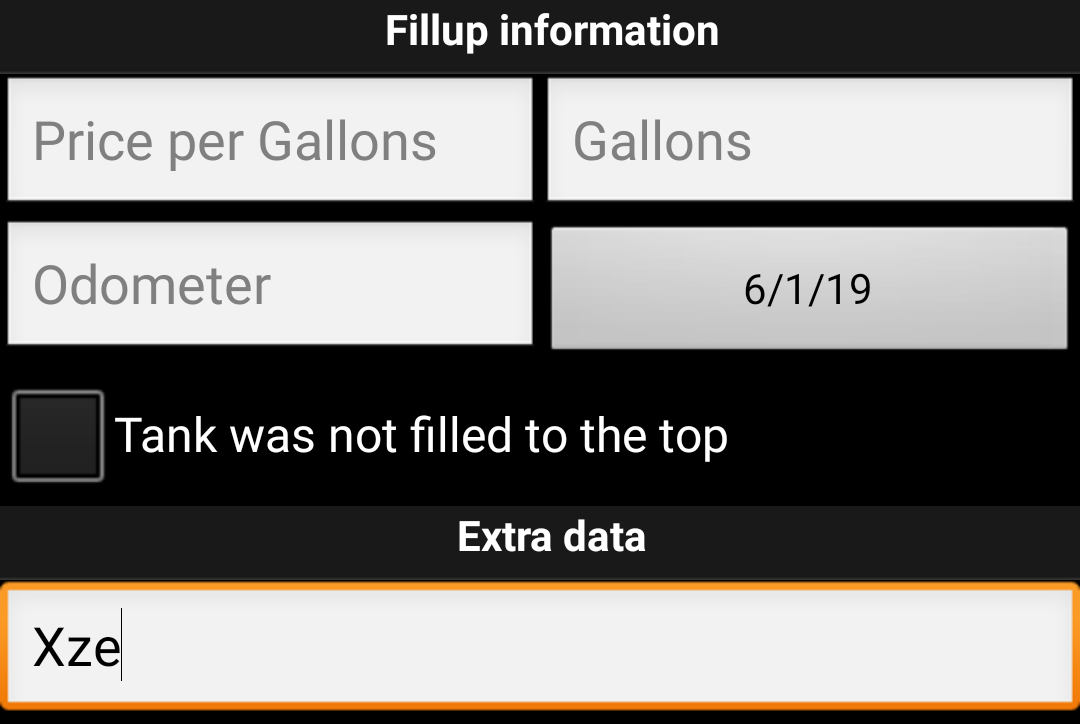 Fillup information
Price per Gallons
Gallons
Odometer
6/1/19
Tank was not filled to the top
Extra data
Xze